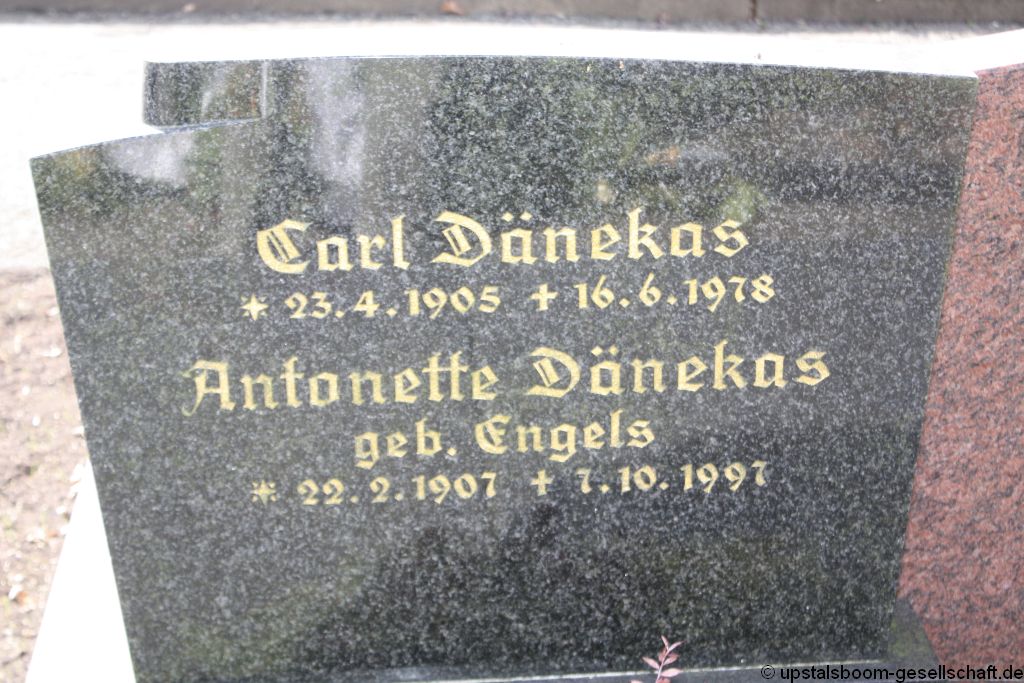 Carl Dänekas
* 23.4.1905 ✝ 16.6.1978
Antonette Dänekas
geb. Engels
* 22.2.1907 ✝ 7.10.1997
© upstalsboom-gesellschaft.de